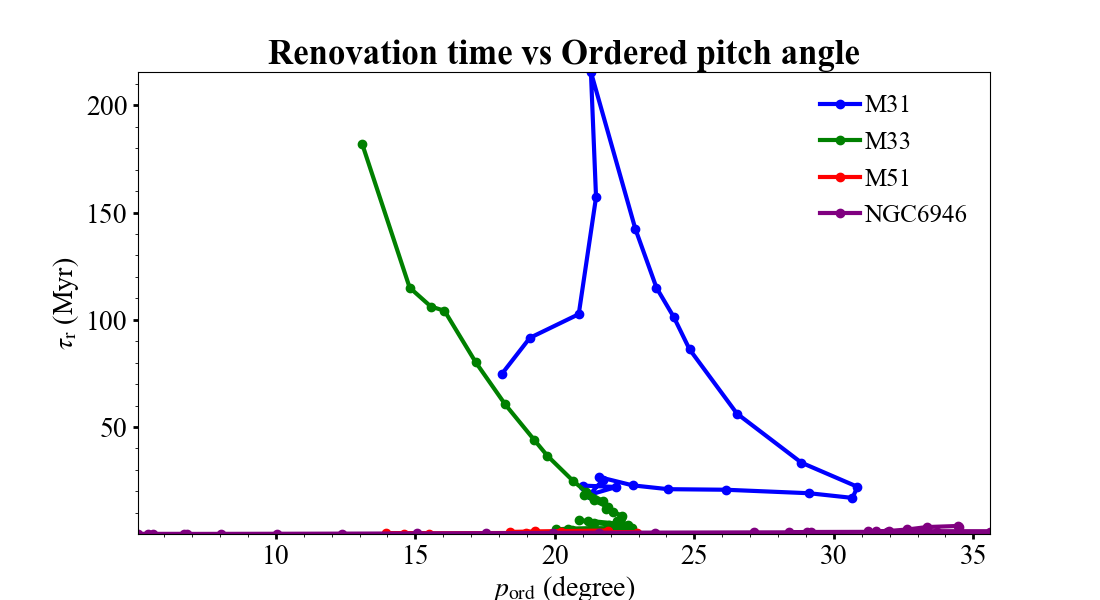 Renovation time vs Ordered pitch angle
M31
M33
M51
NGC6946
τr (Myr)
200
150
100
50
10 15 20 25 30 35
pord (degree)